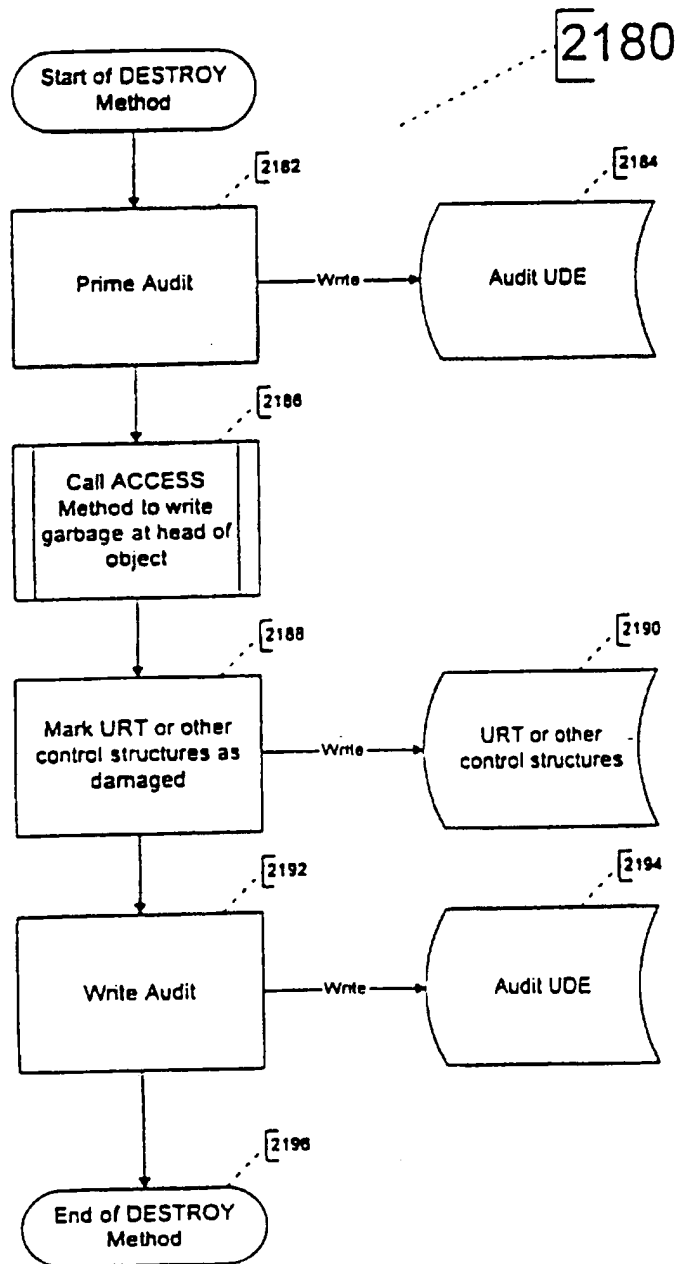 2180
Start of DESTROY
Method
2182
2184
Prime Audit
Write
Audit UDE
2186
Call ACCESS
Method to write
garbage at head of
object
2188
2190
Mark URT or other
control structures as
damaged
Write
URT or other
control structures
2192
2194
Write Audit
Write
Audit UDE
2196
End of DESTROY
Method